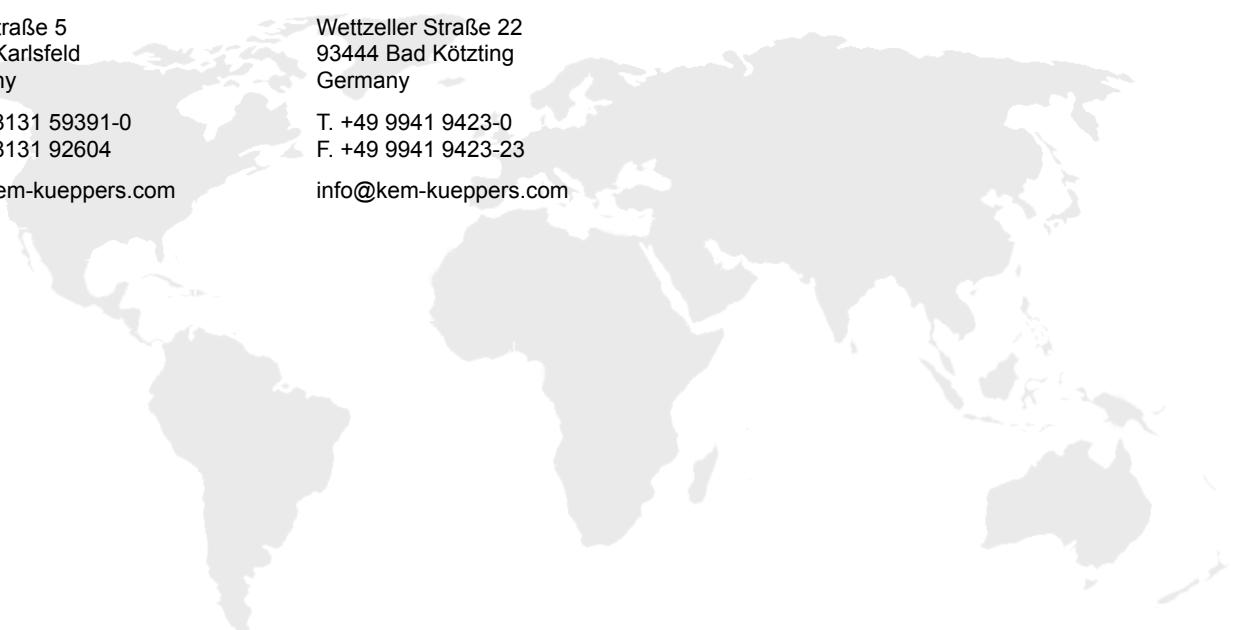 traße 5
Karlsfeld
ny
8131 59391-0
8131 92604
em-kueppers.com
Wettzeller Straße 22
93444 Bad Kötzting
Germany
T. +49 9941 9423-0
F. +49 9941 9423-23
info@kem-kueppers.com